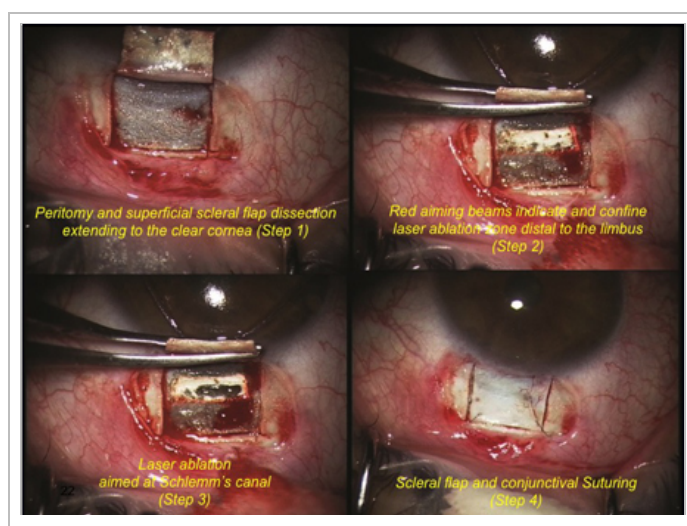 Peritomy and superficial scleral flap dissection
extending to the clear cornea (Step 1)
Red aiming beams indicate and confine
laser ablation zone distal to the limbus
(Step 2)
Laser ablation
aimed at Schlemm's canal
(Step 3)
22
Scleral flap and conjunctival Suturing
(Step 4)